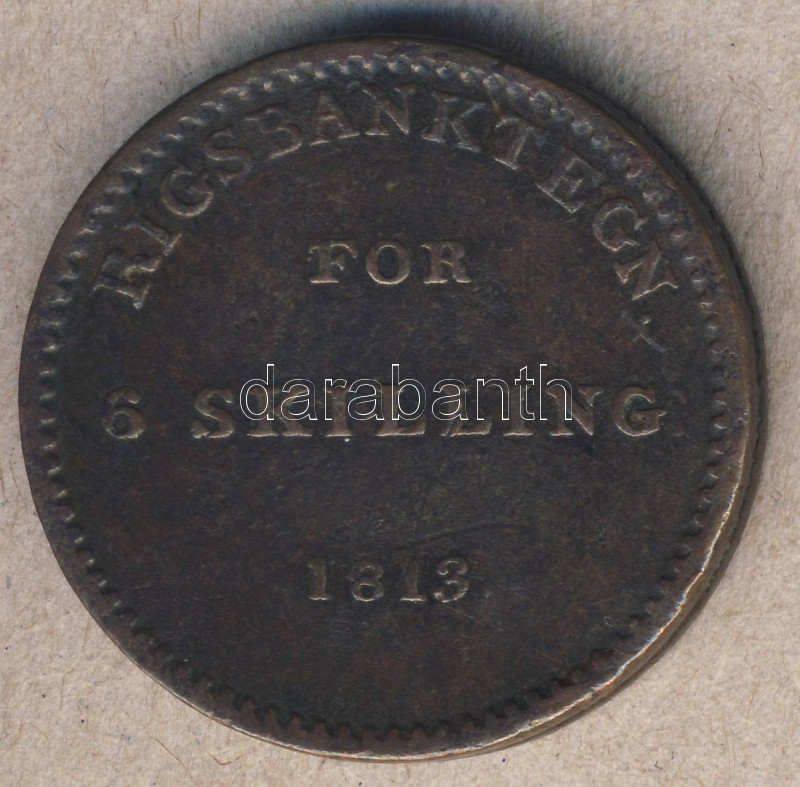 RIGSBANKTEGN.
FOR
6 SKILLING
darabanth
1813.